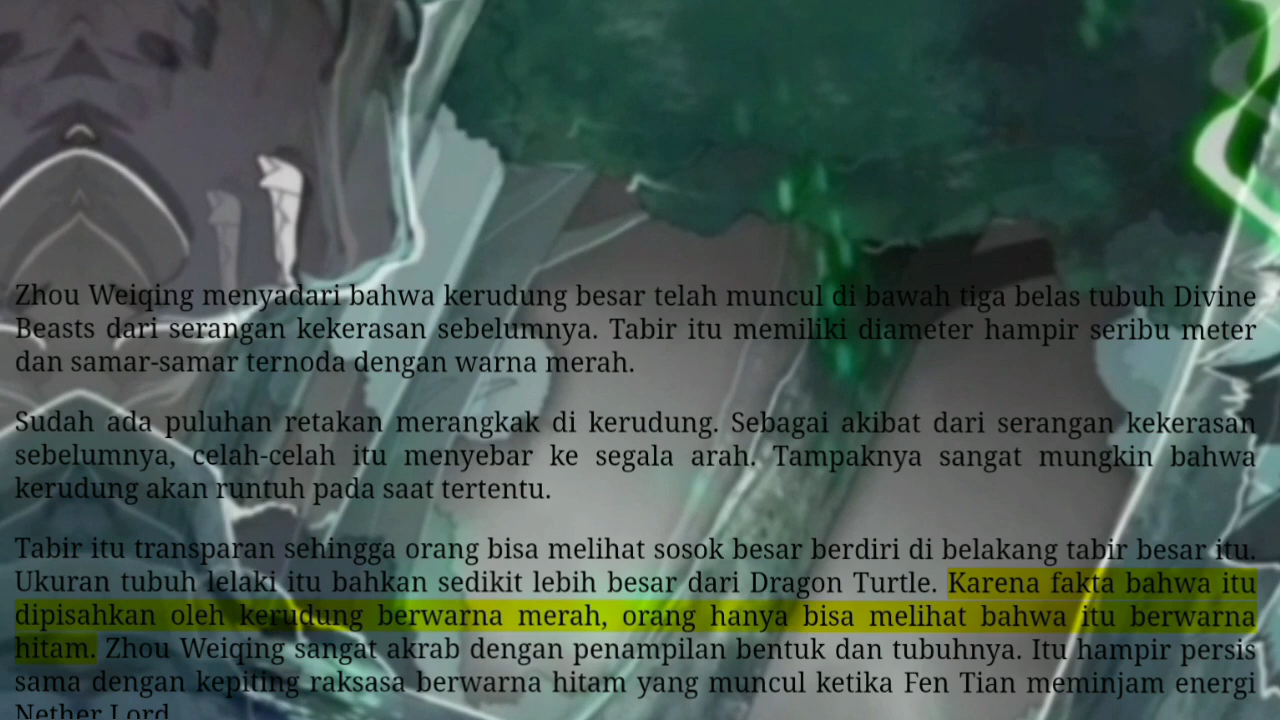 Zhou Weiqing menyadari bahwa kerudung besar telah muncul di bawah tiga belas tubuh Divine
Beasts dari serangan kekerasan sebelumnya. Tabir itu memiliki diameter hampir seribu meter
dan samar-samar ternoda dengan warna merah.
Sudah ada puluhan retakan merangkak di kerudung. Sebagai akibat dari serangan kekerasan
sebelumnya, celah-celah itu menyebar ke segala arah. Tampaknya sangat mungkin bahwa
kerudung akan runtuh pada saat tertentu.
Tabir itu transparan sehingga orang bisa melihat sosok besar berdiri di belakang tabir besar itu.
Ukuran tubuh lelaki itu bahkan sedikit lebih besar dari Dragon Turtle. Karena fakta bahwa itu
dipisahkan oleh kerudung berwarna merah, orang hanya bisa melihat bahwa itu berwarna
hitam. Zhou Weiqing sangat akrab dengan penampilan bentuk dan tubuhnya. Itu hampir persis
sama dengan kepiting raksasa berwarna hitam yang muncul ketika Fen Tian meminjam energi
Nether Lord